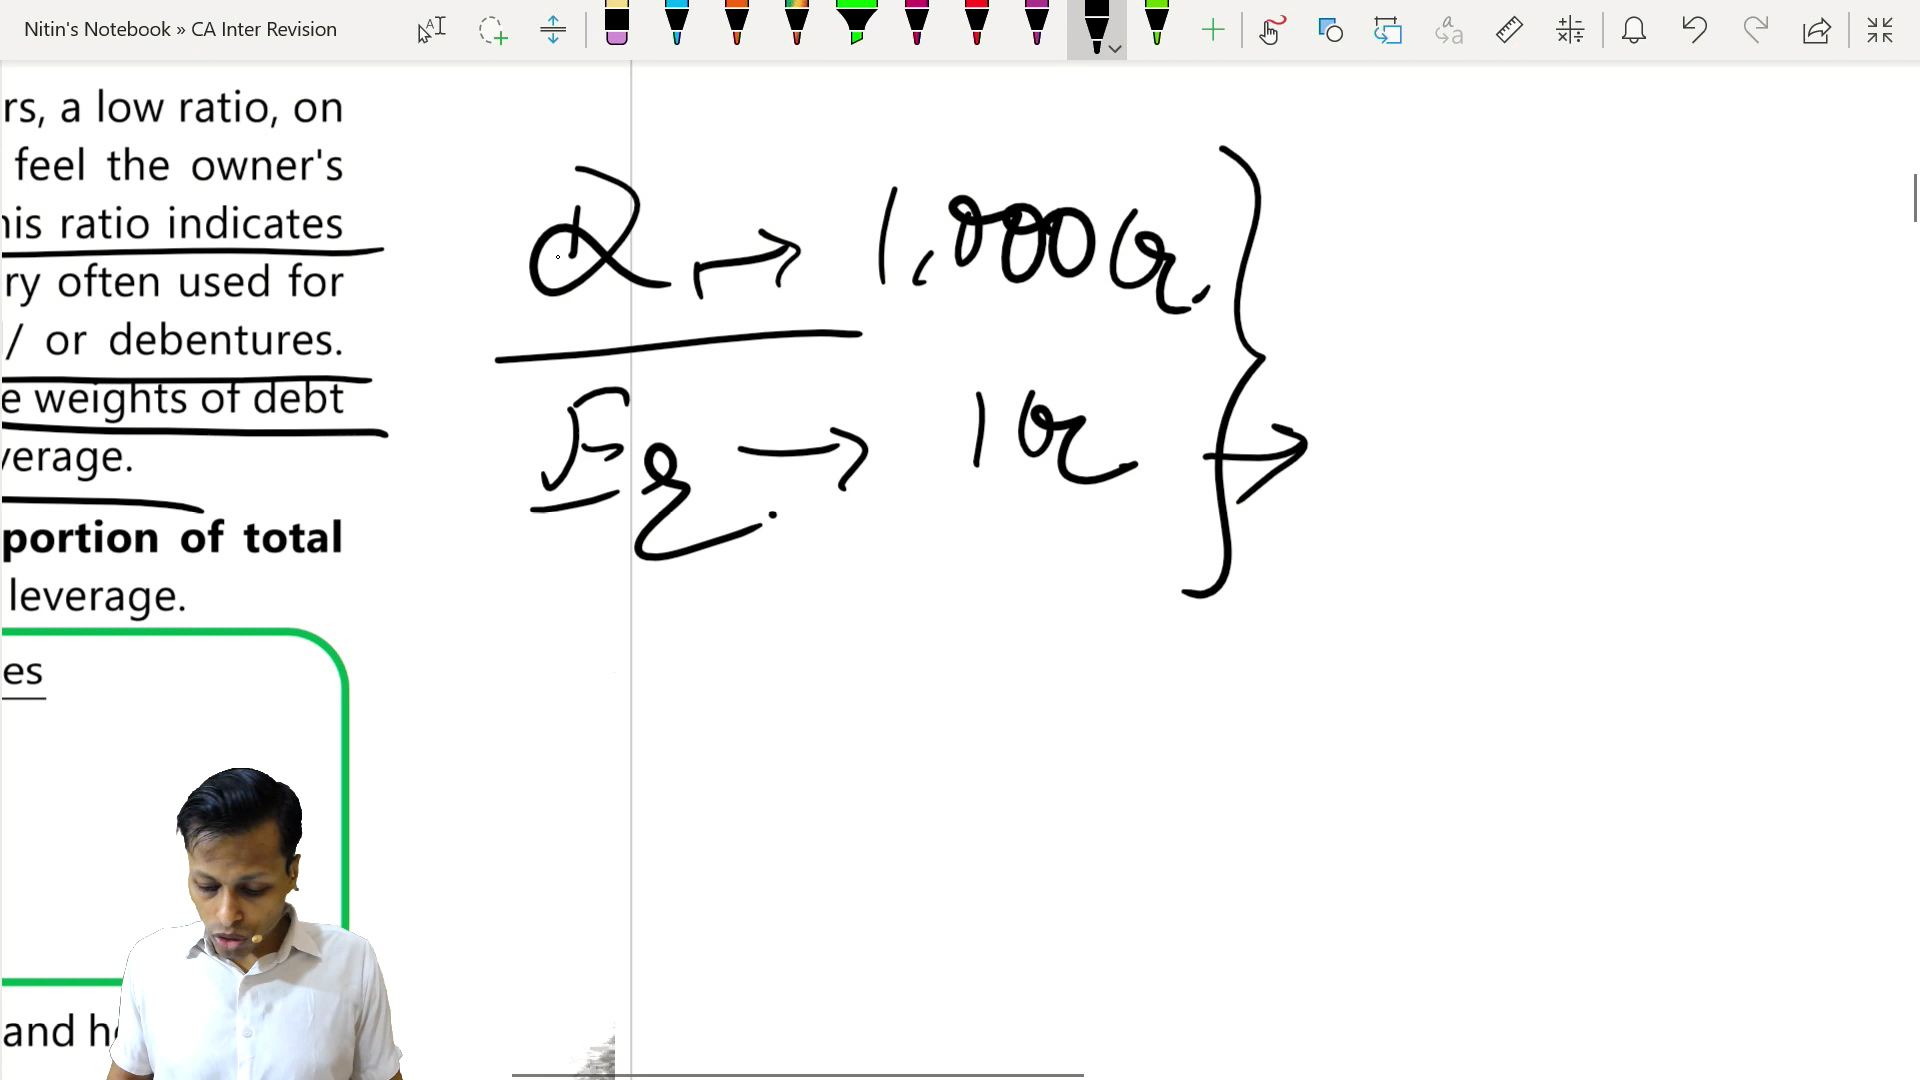 Nitin's Notebook » CA Inter Revision
rs, a low ratio, on
feel the owner's
his ratio indicates
ry often used for
/ or debentures.
e weights of debt
verage.
portion of total
leverage.
es
and h
D → 1,000 Cr.
Eq. → 1 Cr